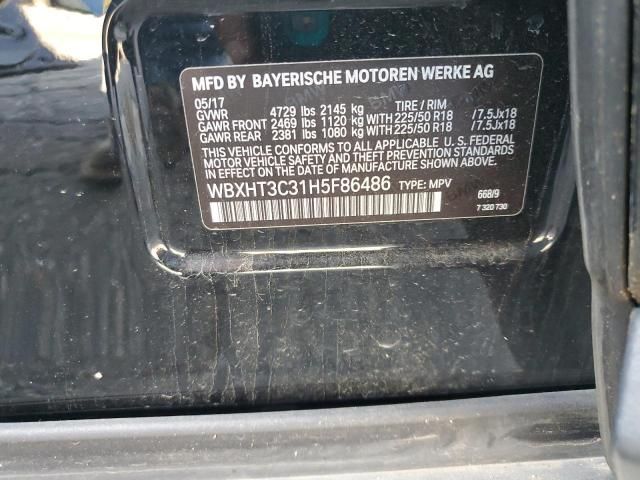 MFD BY BAYERISCHE MOTOREN WERKE AG
05/17 TIRE / RIM
GVWR 4729 lbs 2145 kg
GAWR FRONT 2469 lbs 1120 kg WITH 225/50 R18 /7.5Jx18
GAWR REAR 2381 lbs 1080 kg WITH 225/50 R18 /7.5Jx18
THIS VEHICLE CONFORMS TO ALL APPLICABLE U. S. FEDERAL
MOTOR VEHICLE SAFETY, BUMPER, AND THEFT PREVENTION STANDARDS
IN EFFECT ON THE DATE OF MANUFACTURE SHOWN ABOVE.
WBXHT3C31H5F86486 TYPE: MPV
668/9
7 320 730